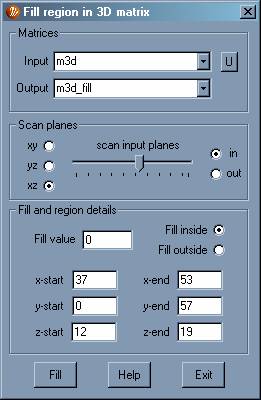 Fill region in 3D matrix
Matrices
Input m3d U
Output m3d_fill
Scan planes
xy scan input planes in
yz out
xz
Fill and region details
Fill value 0 Fill inside
Fill outside
x-start 37 x-end 53
y-start 0 y-end 57
z-start 12 z-end 19
Fill Help Exit